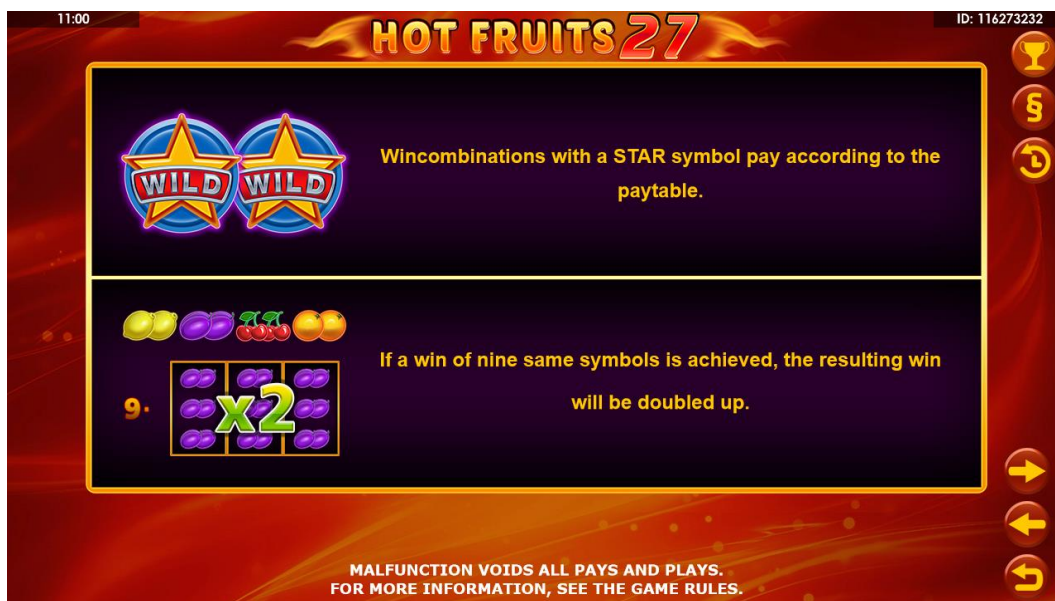 11:00
HOT FRUITS 27
ID: 116273232
§
WILD WILD
Wincombinations with a STAR symbol pay according to the
paytable.
9·
x2
If a win of nine same symbols is achieved, the resulting win
will be doubled up.
MALFUNCTION VOIDS ALL PAYS AND PLAYS.
FOR MORE INFORMATION, SEE THE GAME RULES.